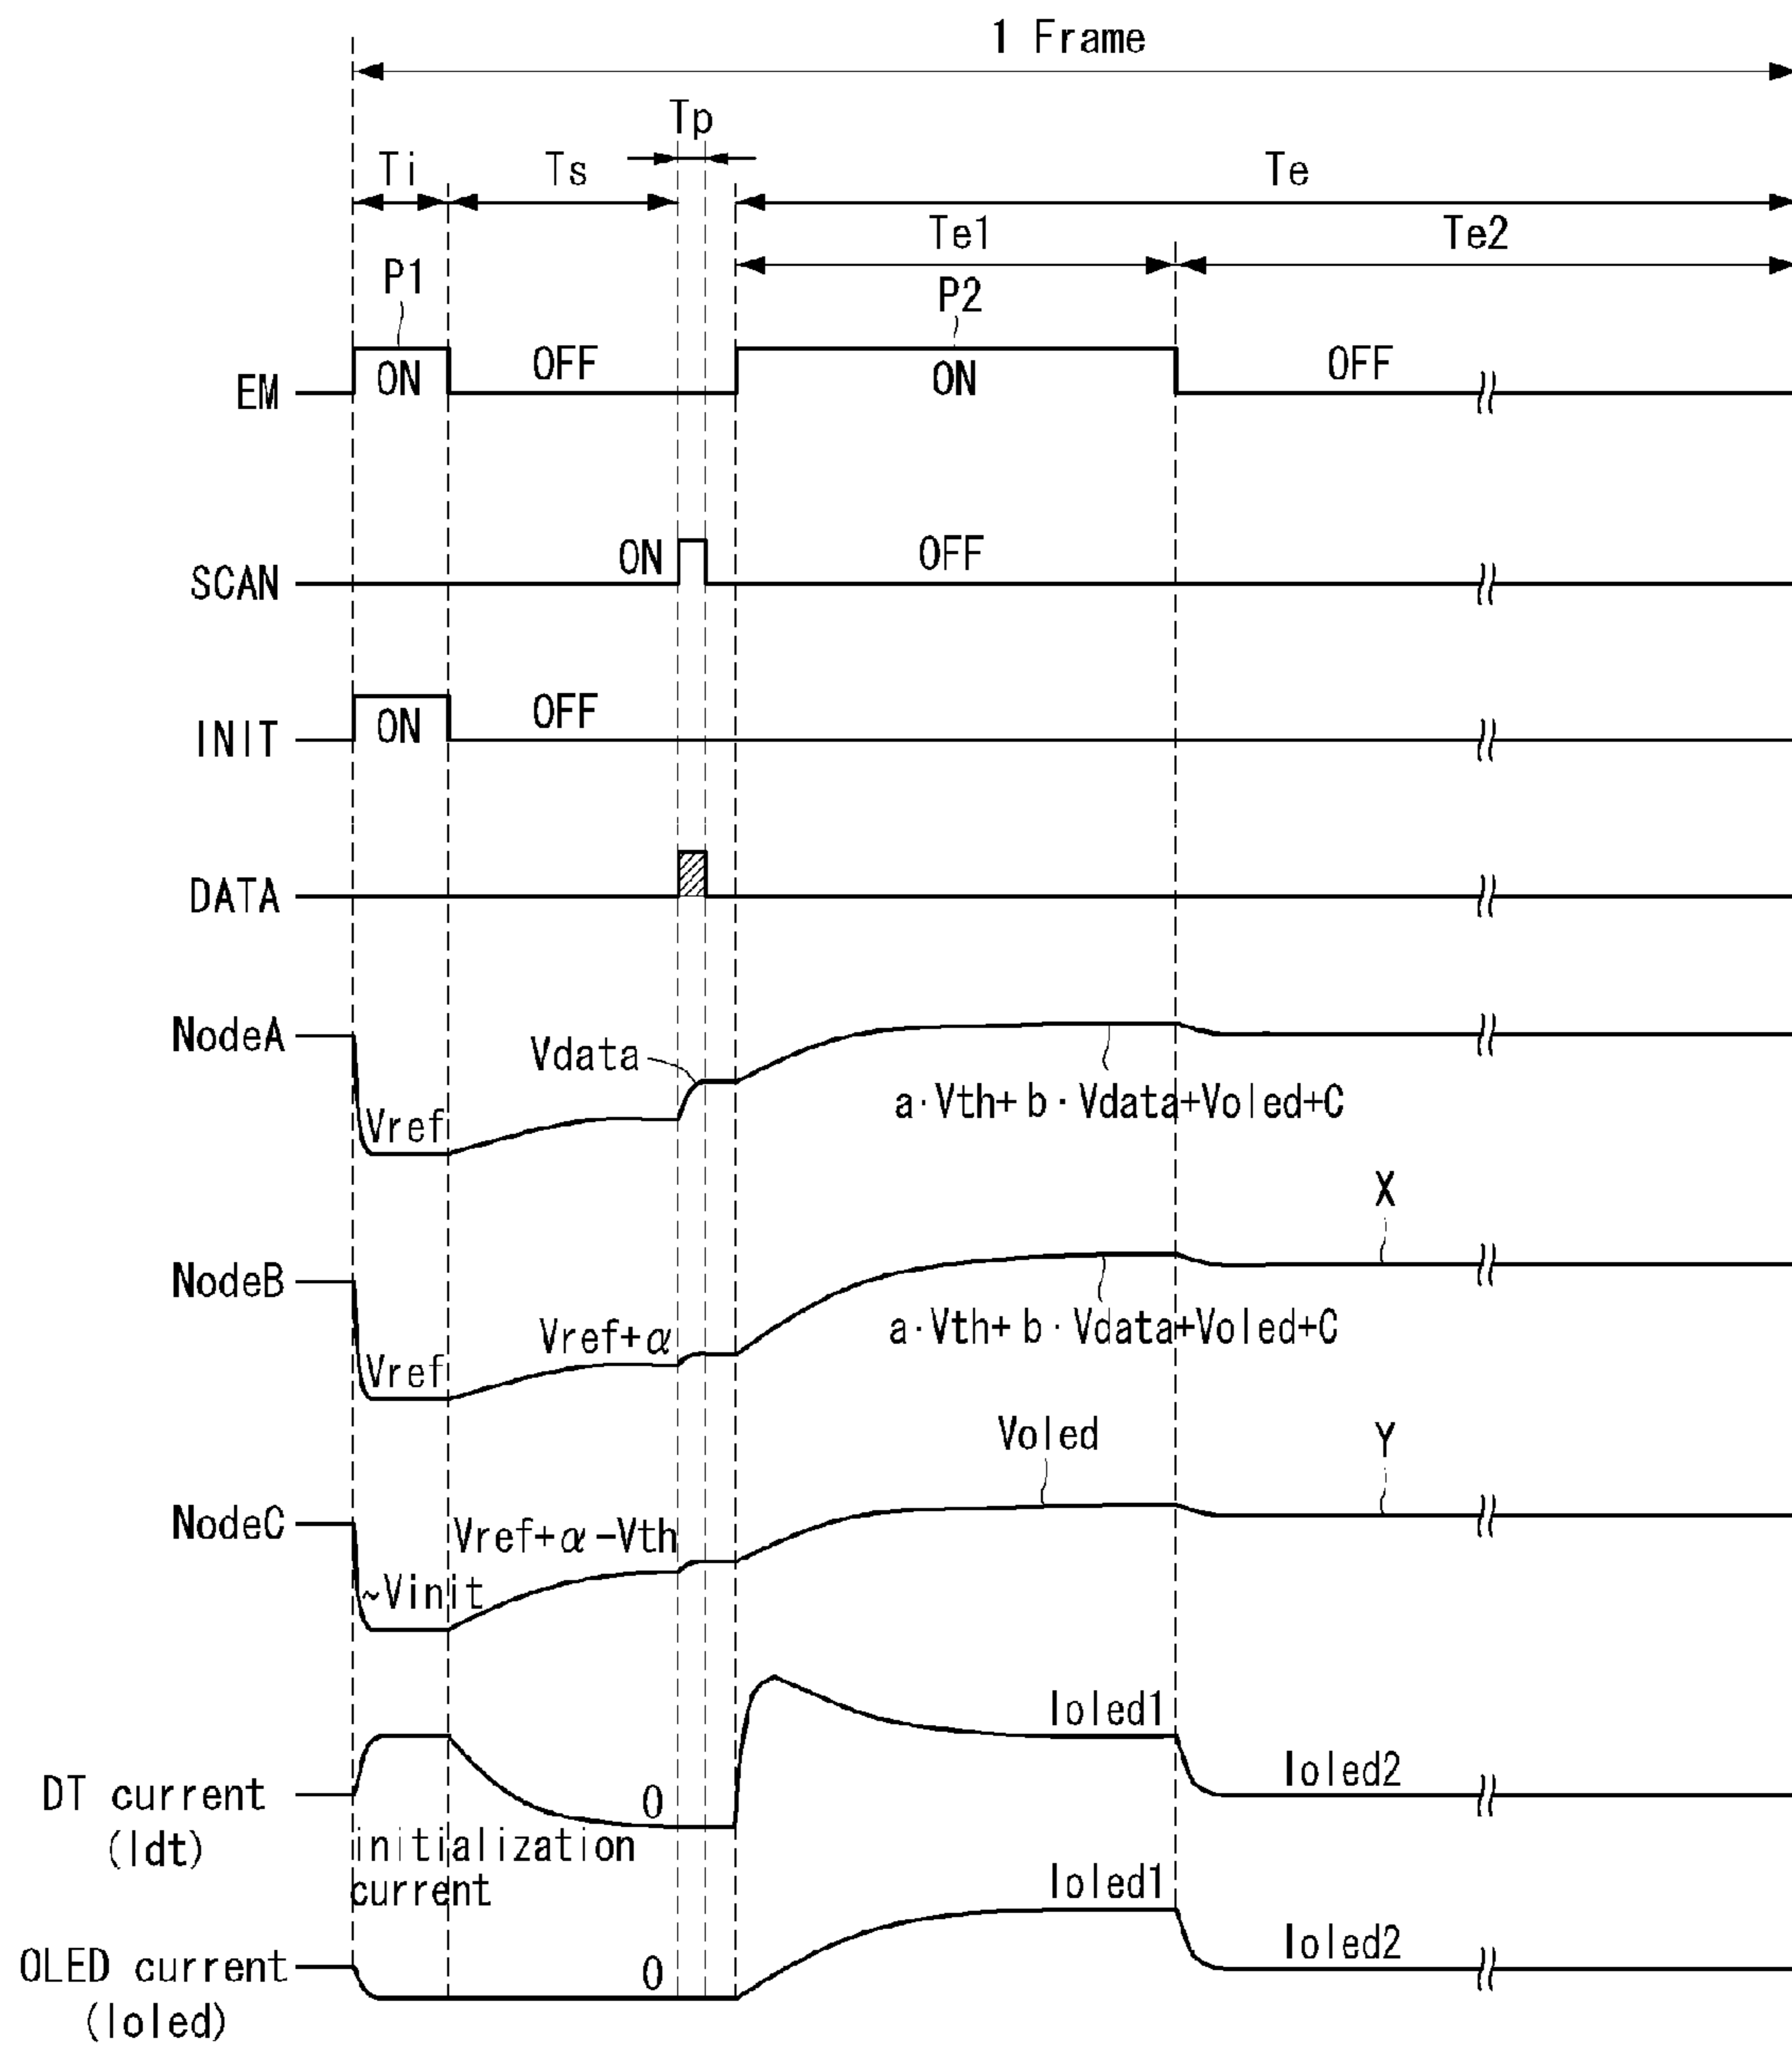 1 Frame
Tp
Ti Ts Te
Te1 Te2
P1 P2
EM ON OFF ON OFF
SCAN ON OFF
INIT ON OFF
DATA
NodeA Vref Vdata a·Vth+b·Vdata+Voled+C
X
NodeB Vref Vref+α a·Vth+b·Vdata+Voled+C
Voled Y
NodeC ~Vinit Vref+α-Vth
DT current
(Idt)
initialization
current
0 Ioled1 Ioled2
OLED current
(Ioled)
0 Ioled1 Ioled2